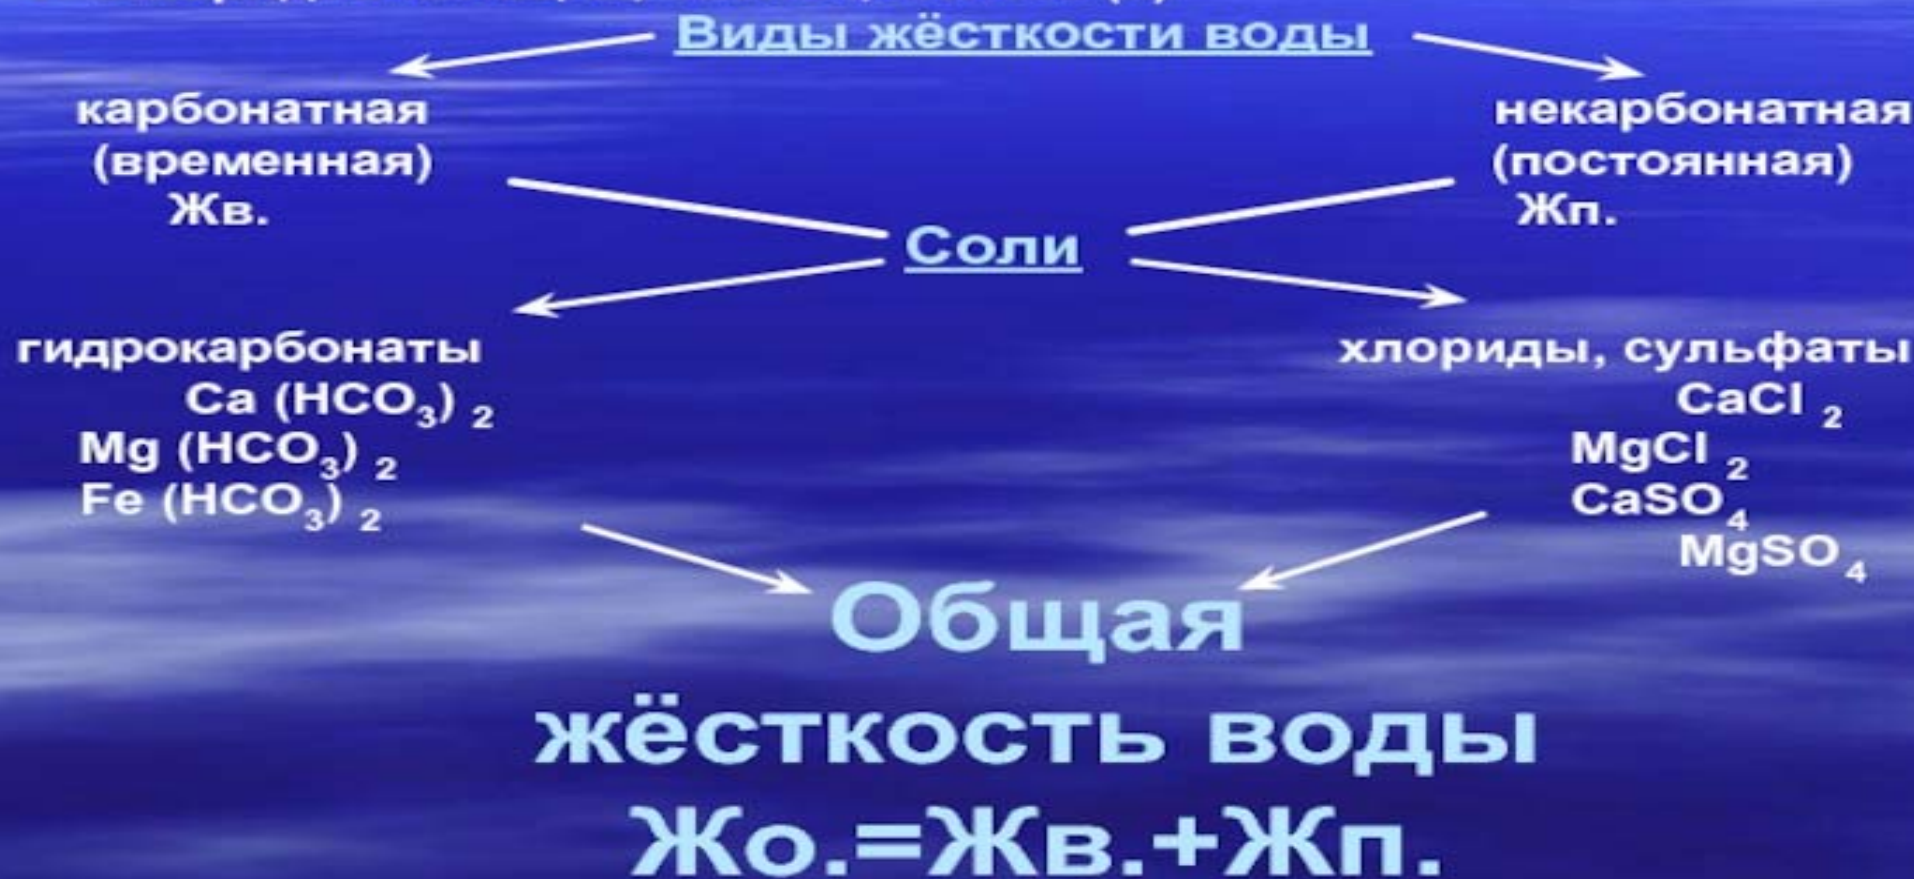 Виды жёсткости воды
карбонатная
(временная)
Жв.
некарбонатная
(постоянная)
Жп.
Соли
гидрокарбонаты
Ca (HCO₃) ₂
Mg (HCO₃) ₂
Fe (HCO₃) ₂
хлориды, сульфаты
CaCl ₂
MgCl ₂
CaSO₄
MgSO₄
Общая
жёсткость воды
Жо.=Жв.+Жп.